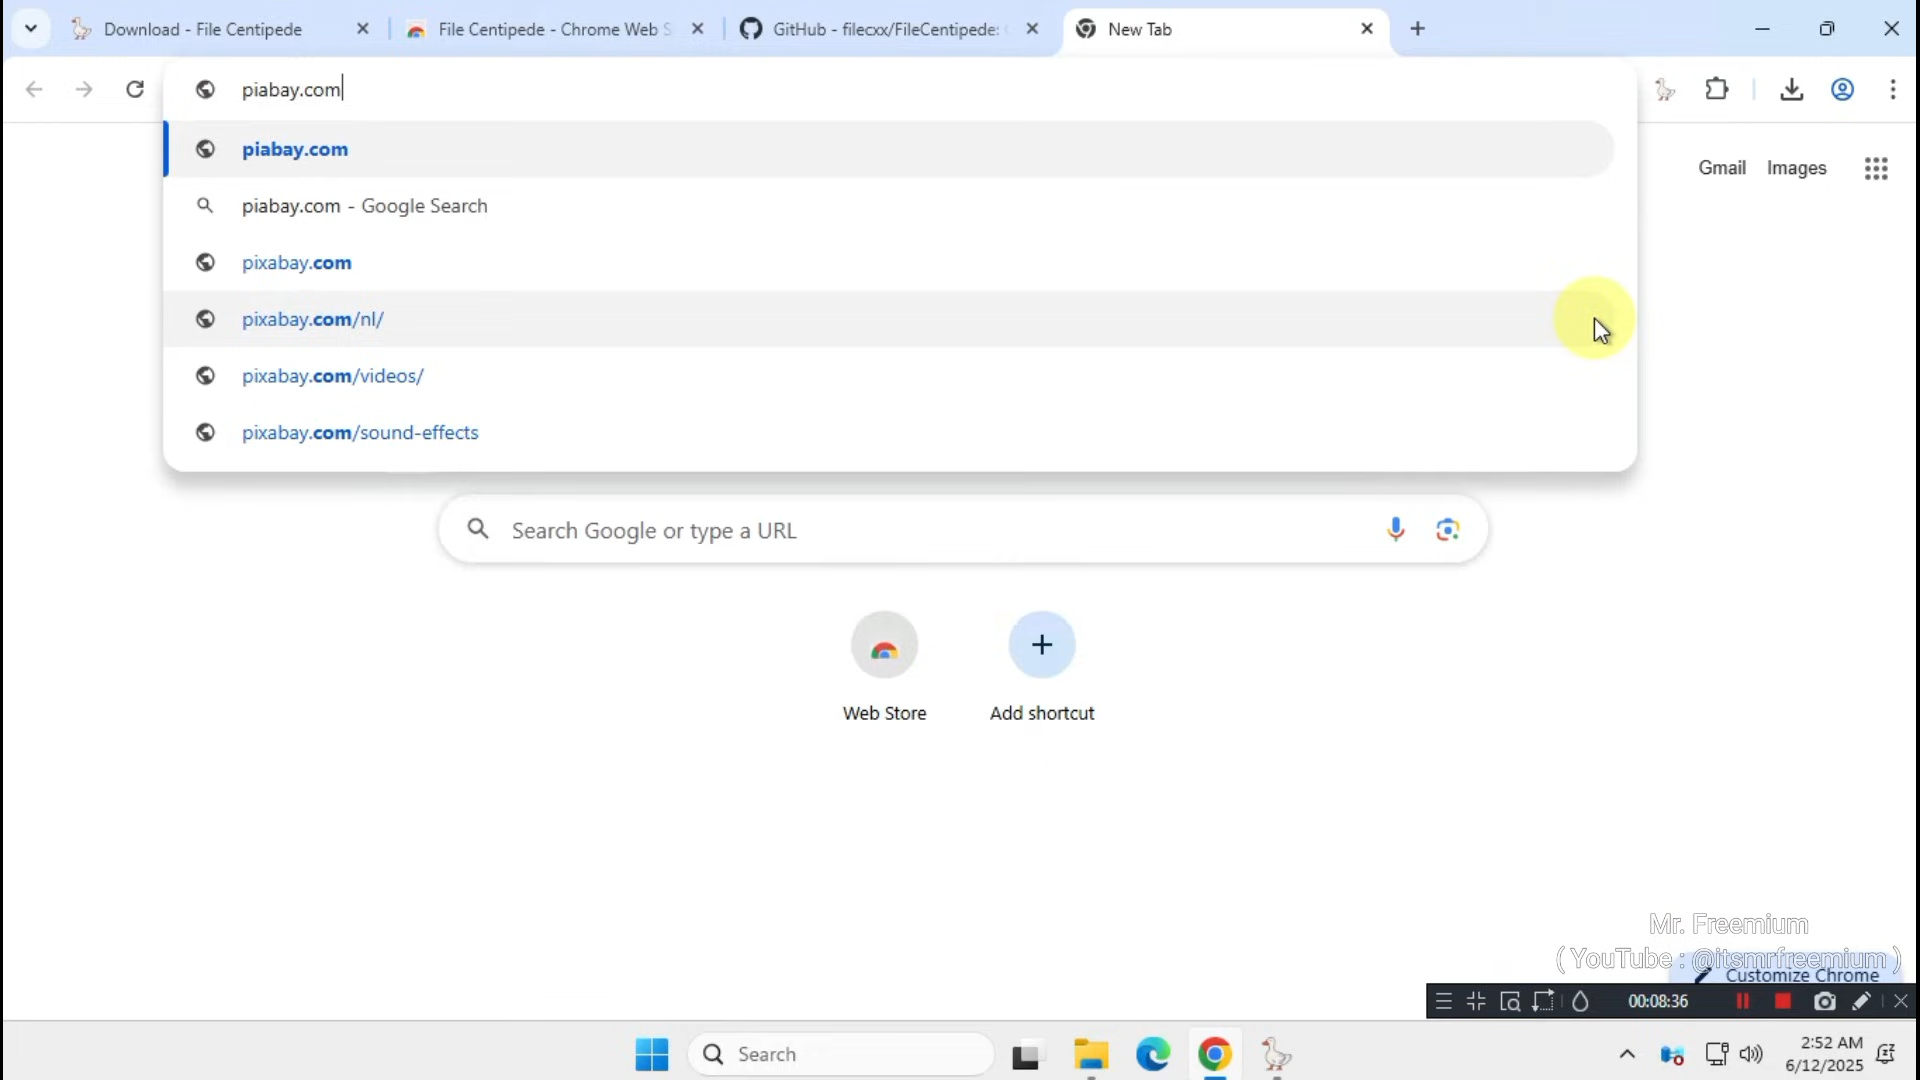 Download - File Centipede
File Centipede - Chrome Web S
GitHub - filecxx/FileCentipede:
New Tab
piabay.com
piabay.com
piabay.com - Google Search
pixabay.com
pixabay.com/nl/
pixabay.com/videos/
pixabay.com/sound-effects
Gmail
Images
Search Google or type a URL
Web Store
Add shortcut
Mr. Freemium
( YouTube : @itsmrfreemium )
Customize Chrome
00:08:36
Search
2:52 AM
6/12/2025